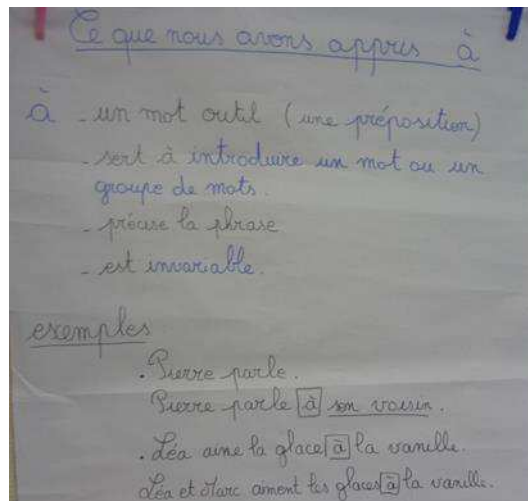 Ce que nous avons appris à
à - un mot outil (une préposition)
- sert à introduire un mot ou un
groupe de mots.
- précise la phrase
- est invariable.
exemples
. Pierre parle.
Pierre parle à son voisin.
. Léa aime la glace à la vanille.
Léa et Marc aiment les glaces à la vanille.